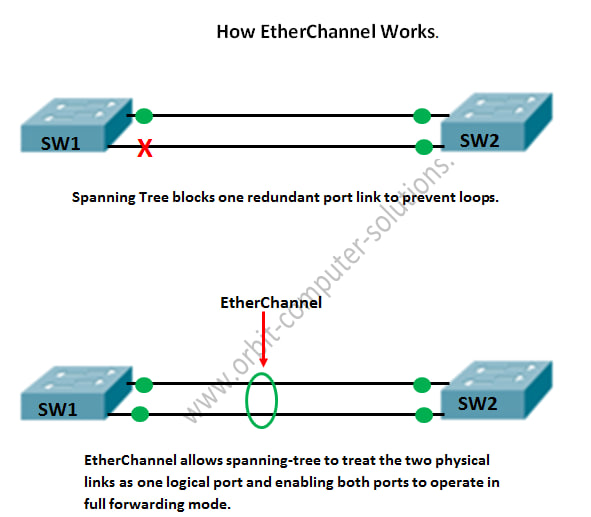 How EtherChannel Works.
SW1
X
SW2
Spanning Tree blocks one redundant port link to prevent loops.
www.orbit-computer-solutions.
EtherChannel
SW1
SW2
EtherChannel allows spanning-tree to treat the two physical
links as one logical port and enabling both ports to operate in
full forwarding mode.